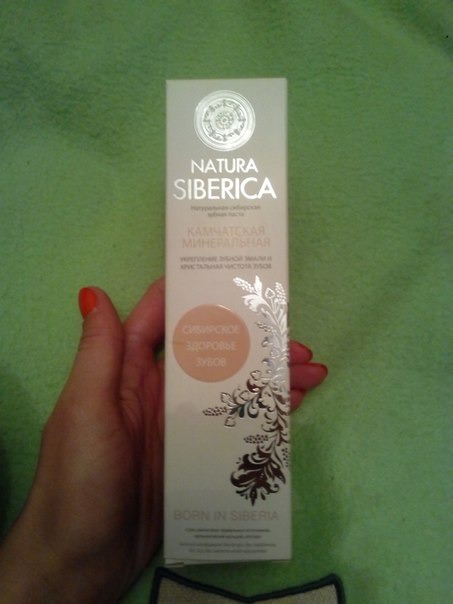 NATURA
SIBERICA
Натуральная сибирская
зубная паста
КАМЧАТСКАЯ
МИНЕРАЛЬНАЯ
УКРЕПЛЕНИЕ ЗУБНОЙ ЭМАЛИ И
КРИСТАЛЬНАЯ ЧИСТОТА ЗУБОВ
СИБИРСКОЕ
ЗДОРОВЬЕ
ЗУБОВ
BORN IN SIBERIA